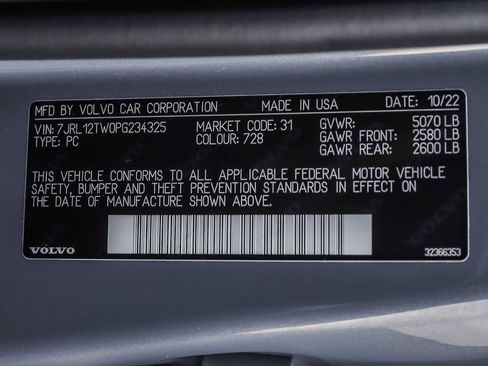 MFD BY VOLVO CAR CORPORATION MADE IN USA DATE: 10/22
VIN: 7JRL12TW0PG234325 MARKET CODE: 31 GVWR: 5070 LB
TYPE: PC COLOUR: 728 GAWR FRONT: 2580 LB
GAWR REAR: 2600 LB
THIS VEHICLE CONFORMS TO ALL APPLICABLE FEDERAL MOTOR VEHICLE
SAFETY, BUMPER AND THEFT PREVENTION STANDARDS IN EFFECT ON
THE DATE OF MANUFACTURE SHOWN ABOVE.
VOLVO 32366353